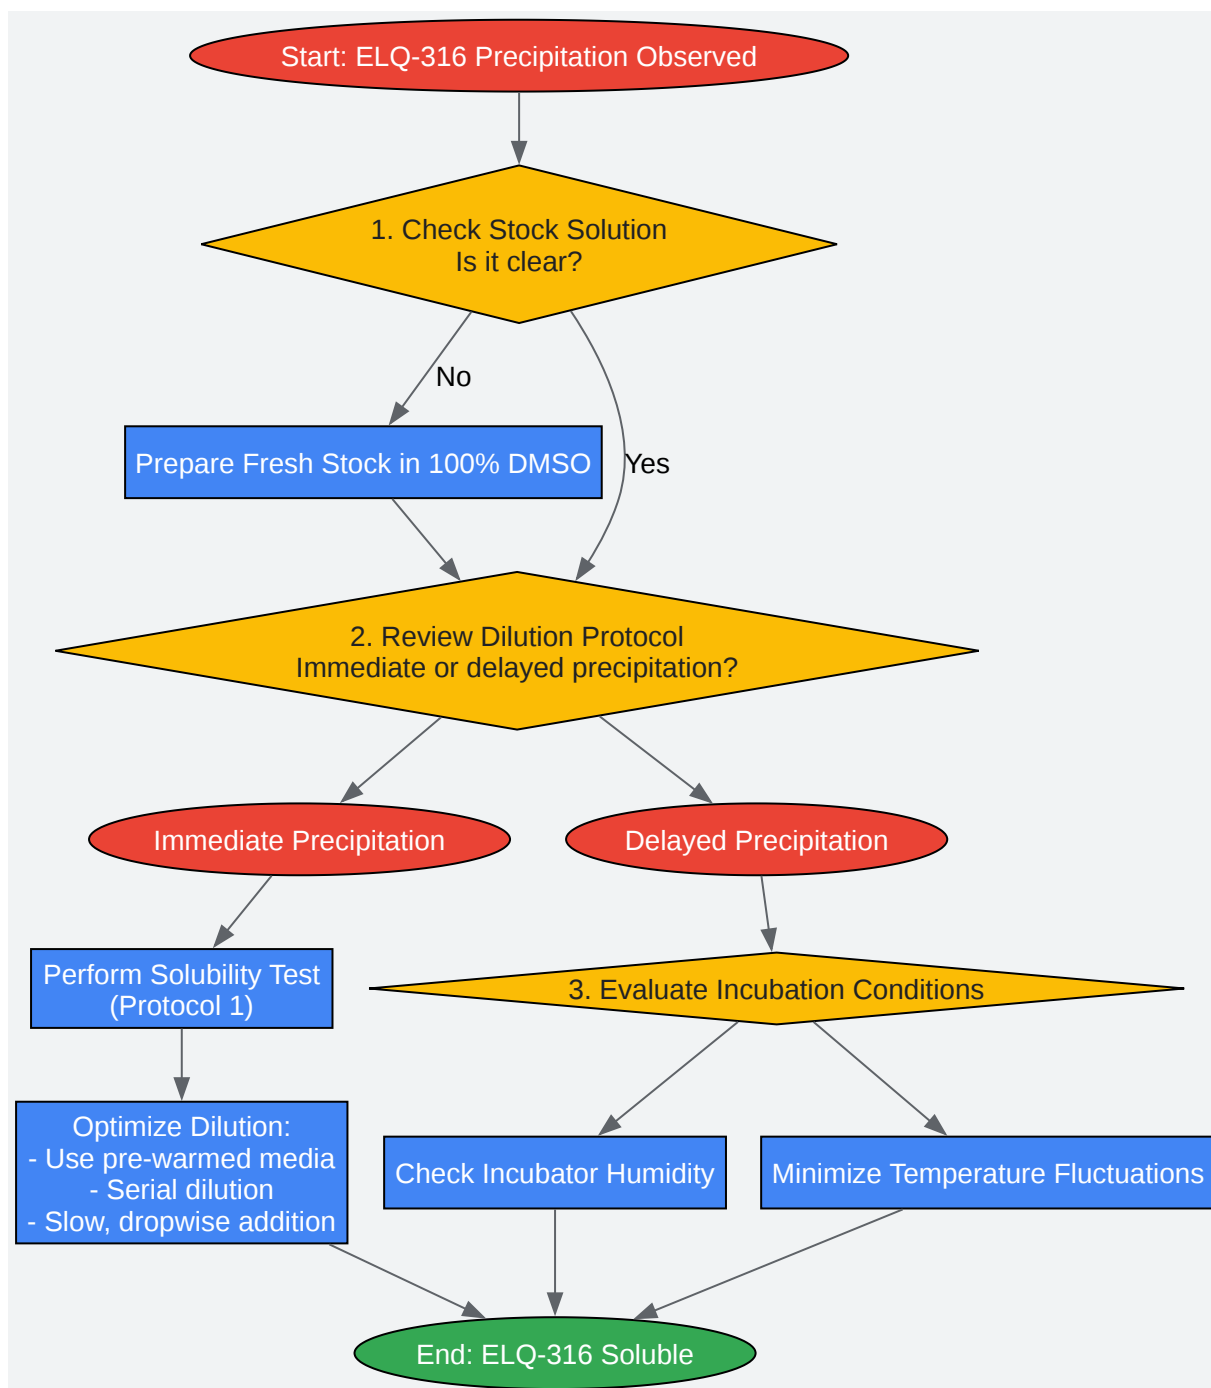 Start: ELQ-316 Precipitation Observed
1. Check Stock Solution
Is it clear?
No
Prepare Fresh Stock in 100% DMSO
Yes
2. Review Dilution Protocol
Immediate or delayed precipitation?
Immediate Precipitation
Delayed Precipitation
Perform Solubility Test
(Protocol 1)
3. Evaluate Incubation Conditions
Optimize Dilution:
- Use pre-warmed media
- Serial dilution
- Slow, dropwise addition
Check Incubator Humidity
Minimize Temperature Fluctuations
End: ELQ-316 Soluble